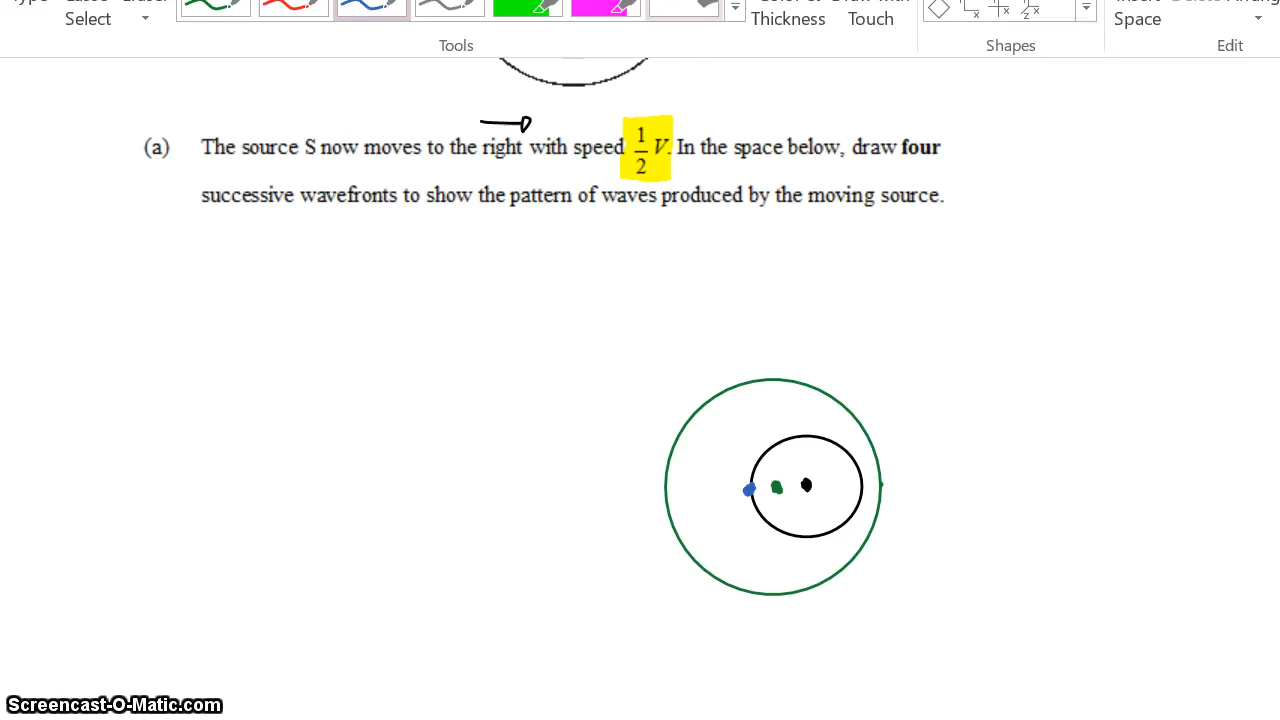 Select
Thickness
Touch
Space
Tools
Shapes
Edit
(a) The source S now moves to the right with speed 1/2 V. In the space below, draw four
successive wavefronts to show the pattern of waves produced by the moving source.
Screencast-O-Matic.com